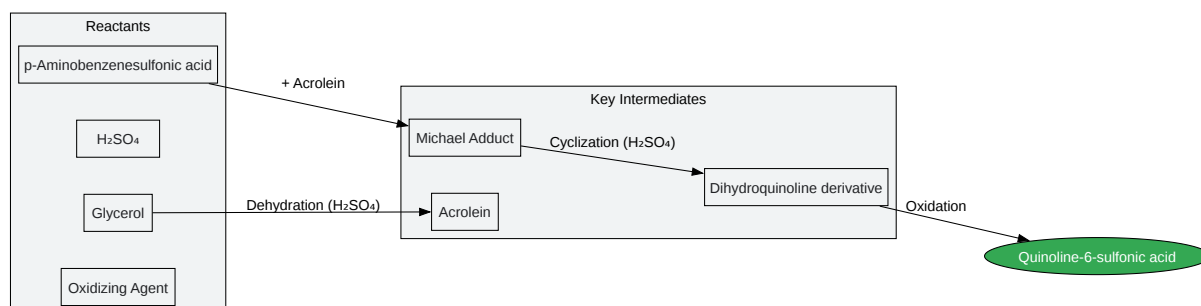 Reactants
p-Aminobenzenesulfonic acid
H₂SO₄
Glycerol
Oxidizing Agent
+ Acrolein
Dehydration (H₂SO₄)
Key Intermediates
Michael Adduct
Cyclization (H₂SO₄)
Acrolein
Dihydroquinoline derivative
Oxidation
Quinoline-6-sulfonic acid